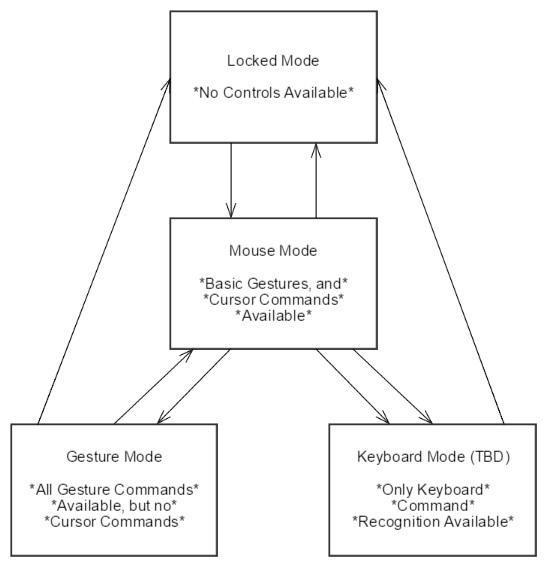 Locked Mode
*No Controls Available*
Mouse Mode
*Basic Gestures, and*
*Cursor Commands*
*Available*
Gesture Mode
*All Gesture Commands*
*Available, but no*
*Cursor Commands*
Keyboard Mode (TBD)
*Only Keyboard*
*Command*
*Recognition Available*